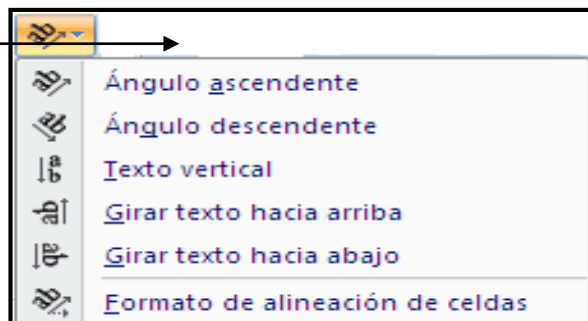 Ángulo ascendente
Ángulo descendente
Texto vertical
Girar texto hacia arriba
Girar texto hacia abajo
Formato de alineación de celdas